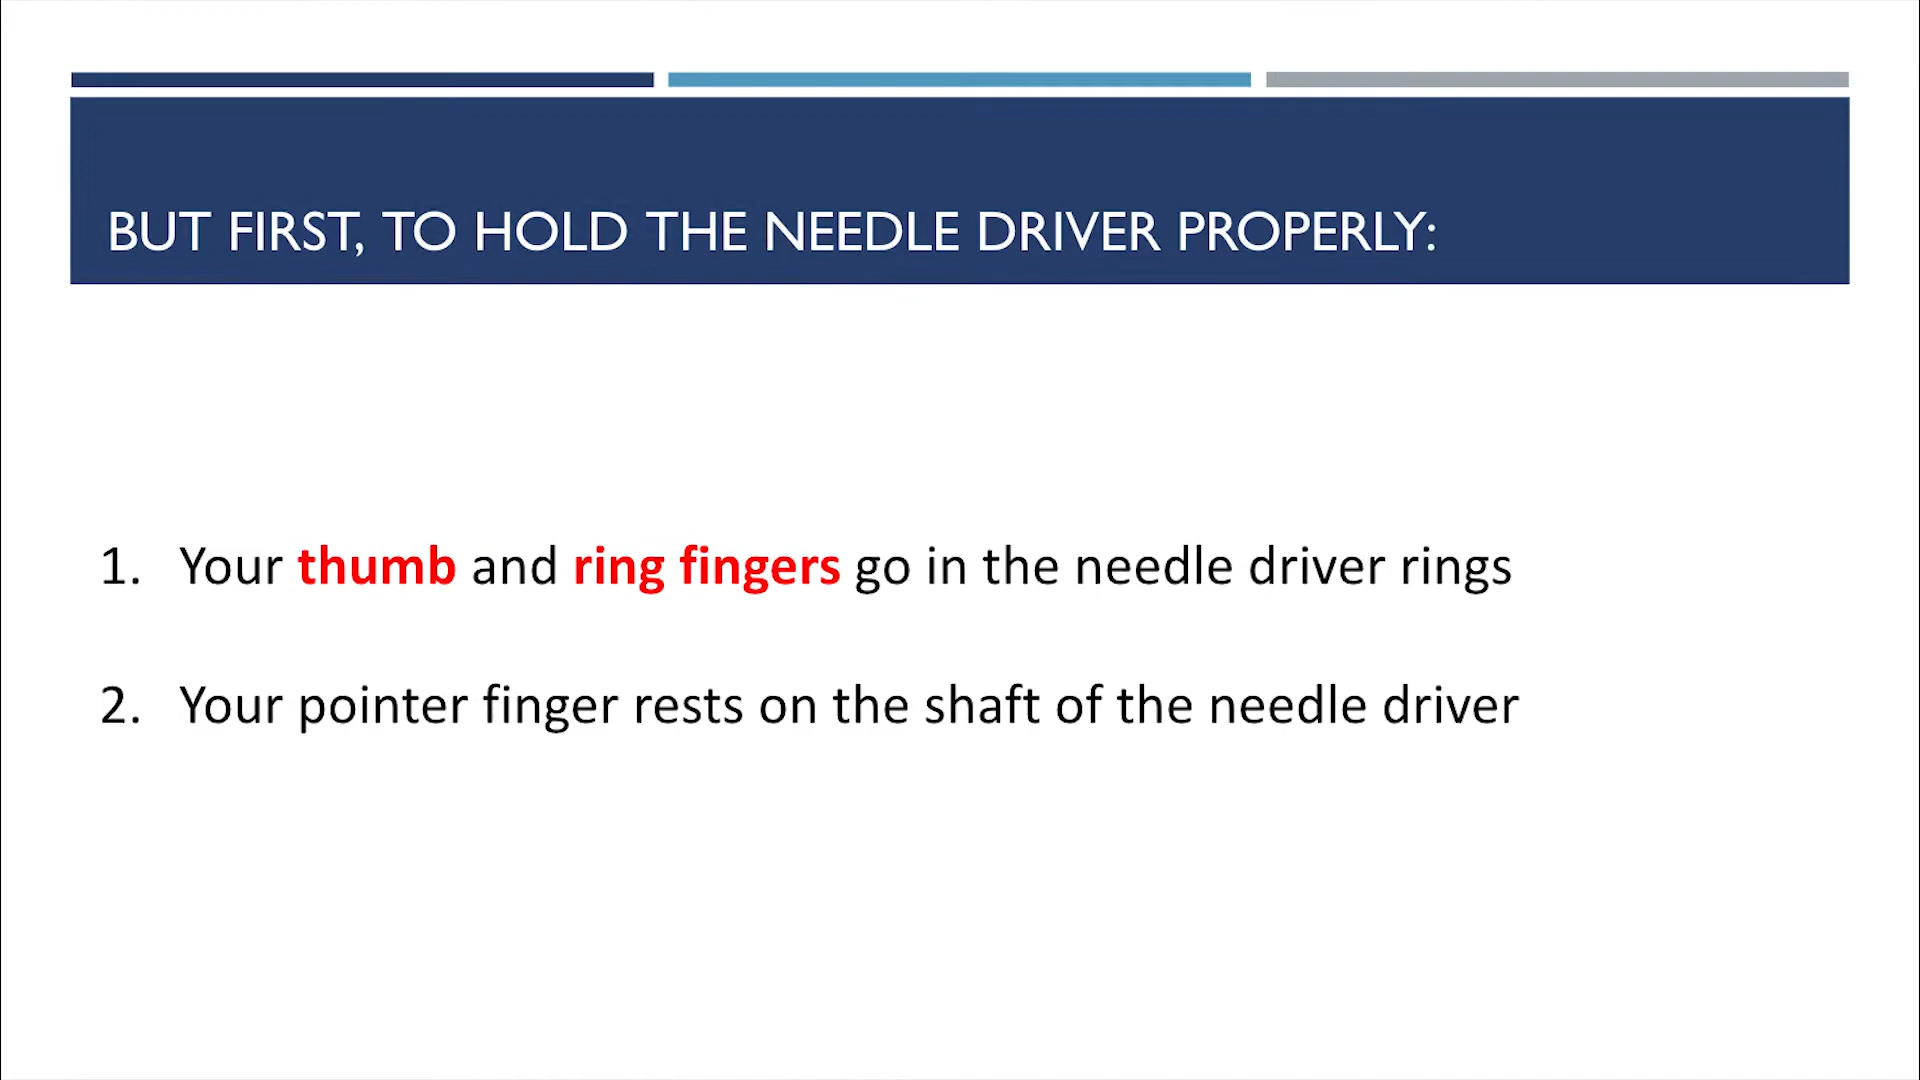 BUT FIRST, TO HOLD THE NEEDLE DRIVER PROPERLY:
1. Your thumb and ring fingers go in the needle driver rings
2. Your pointer finger rests on the shaft of the needle driver